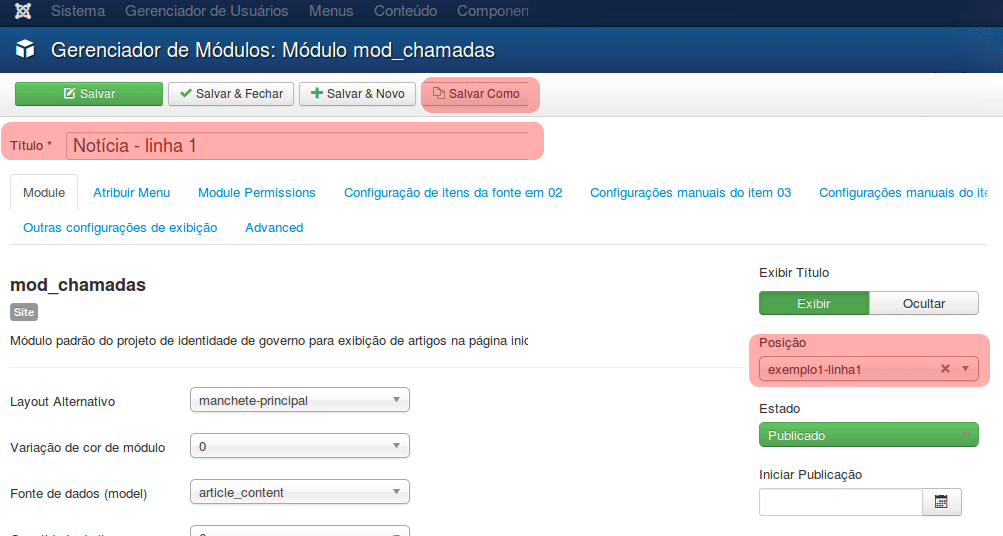 Sistema Gerenciador de Usuários Menus Conteúdo Componen
Gerenciador de Módulos: Módulo mod_chamadas
Salvar Salvar & Fechar Salvar & Novo Salvar Como
Título * Notícia - linha 1
Module Atribuir Menu Module Permissions Configuração de itens da fonte em 02 Configurações manuais do item 03 Configurações manuais do ite
Outras configurações de exibição Advanced
Exibir Título
mod_chamadas
Exibir Ocultar
Site
Módulo padrão do projeto de identidade de governo para exibição de artigos na página inic
Posição
exemplo1-linha1
Layout Alternativo manchete-principal
Estado
Publicado
Variação de cor de módulo 0
Iniciar Publicação
Fonte de dados (model) article_content